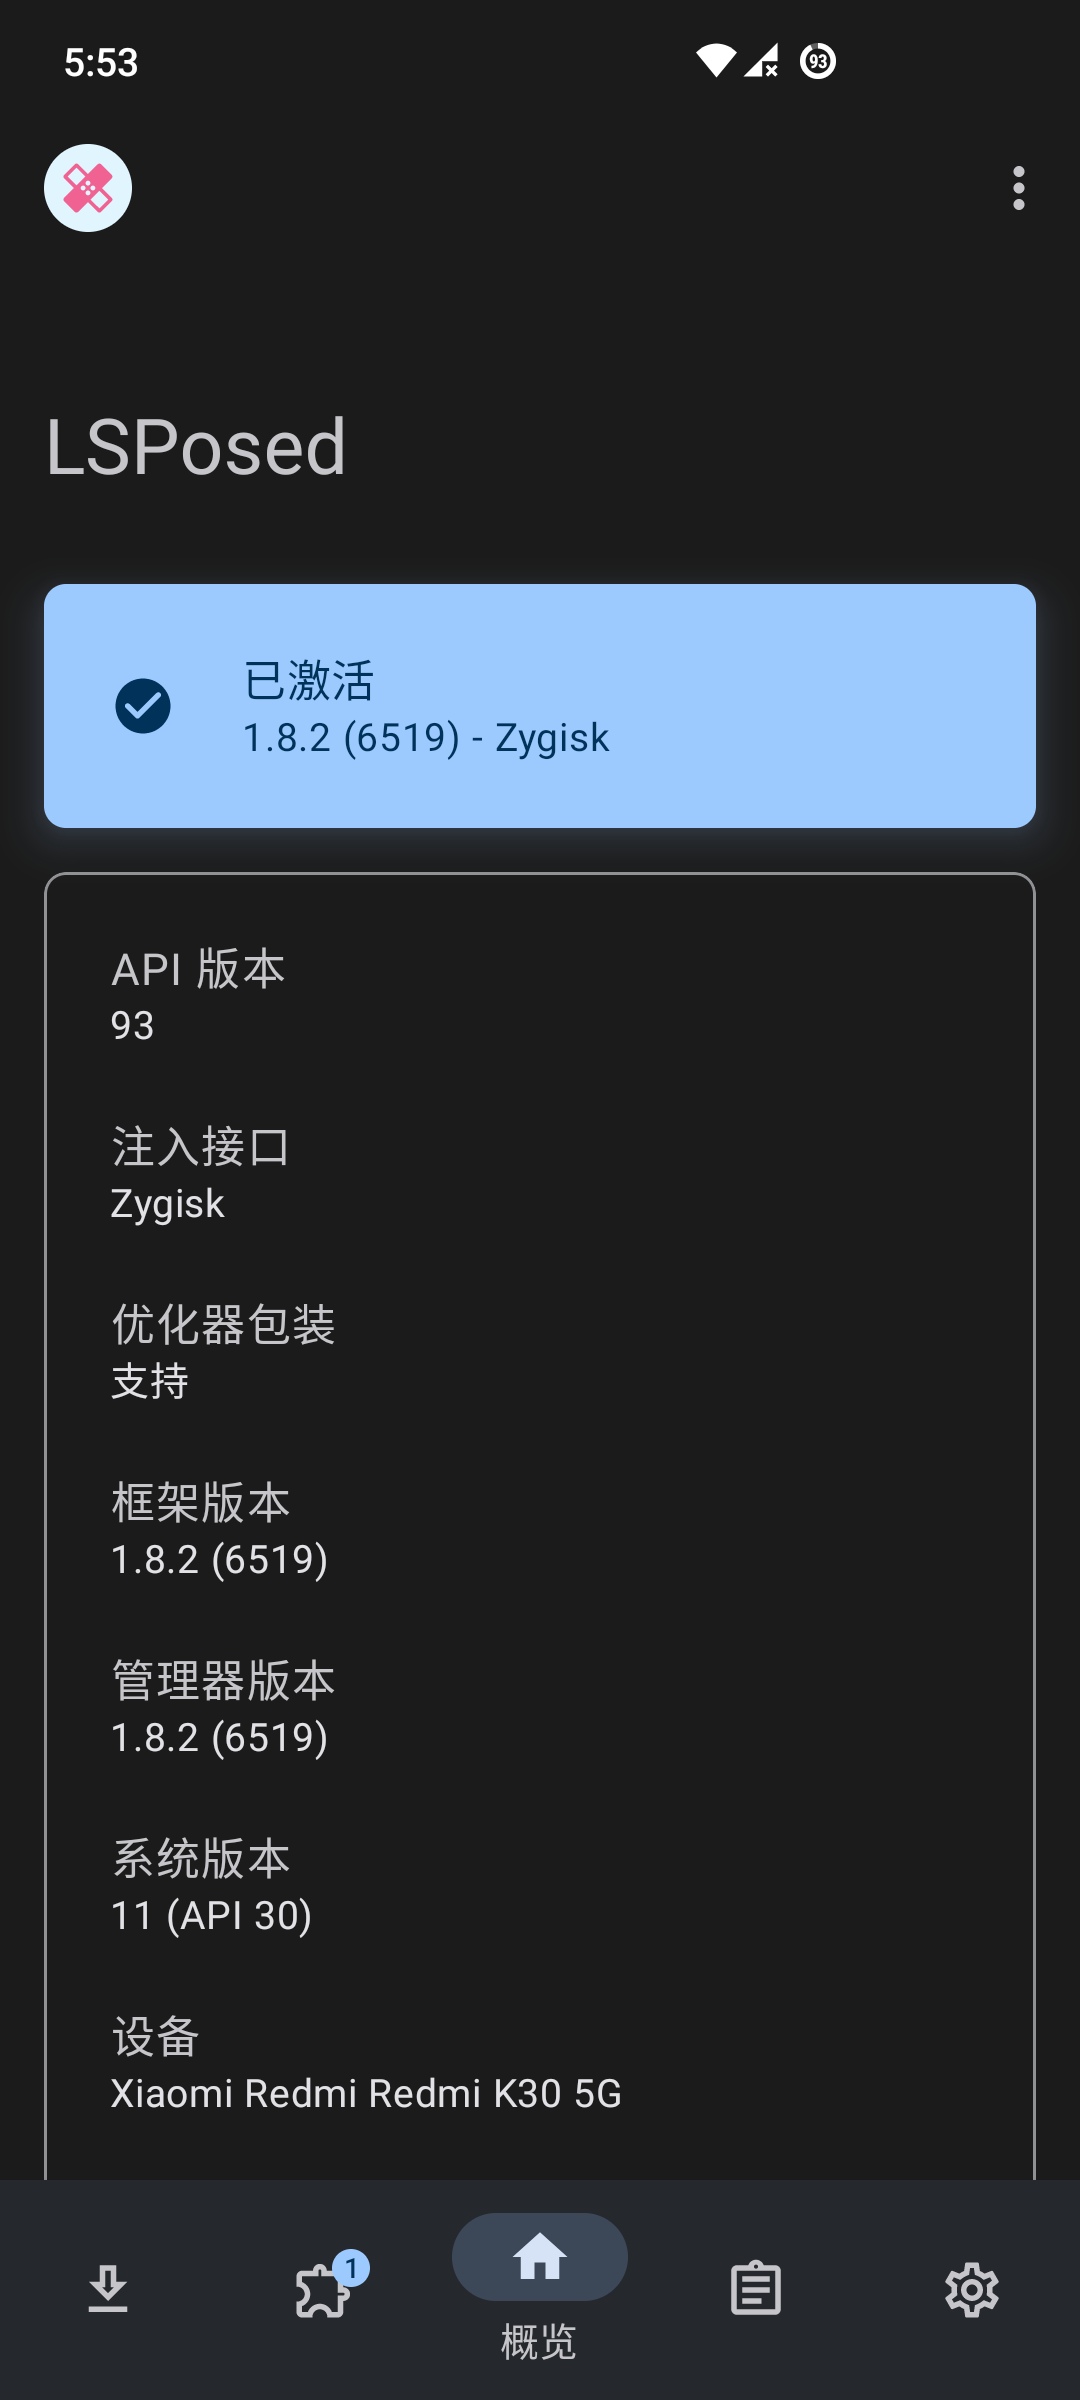 5:53
93
LSPosed
已激活
1.8.2 (6519) - Zygisk
API 版本
93
注入接口
Zygisk
优化器包装
支持
框架版本
1.8.2 (6519)
管理器版本
1.8.2 (6519)
系统版本
11 (API 30)
设备
Xiaomi Redmi Redmi K30 5G
1
概览